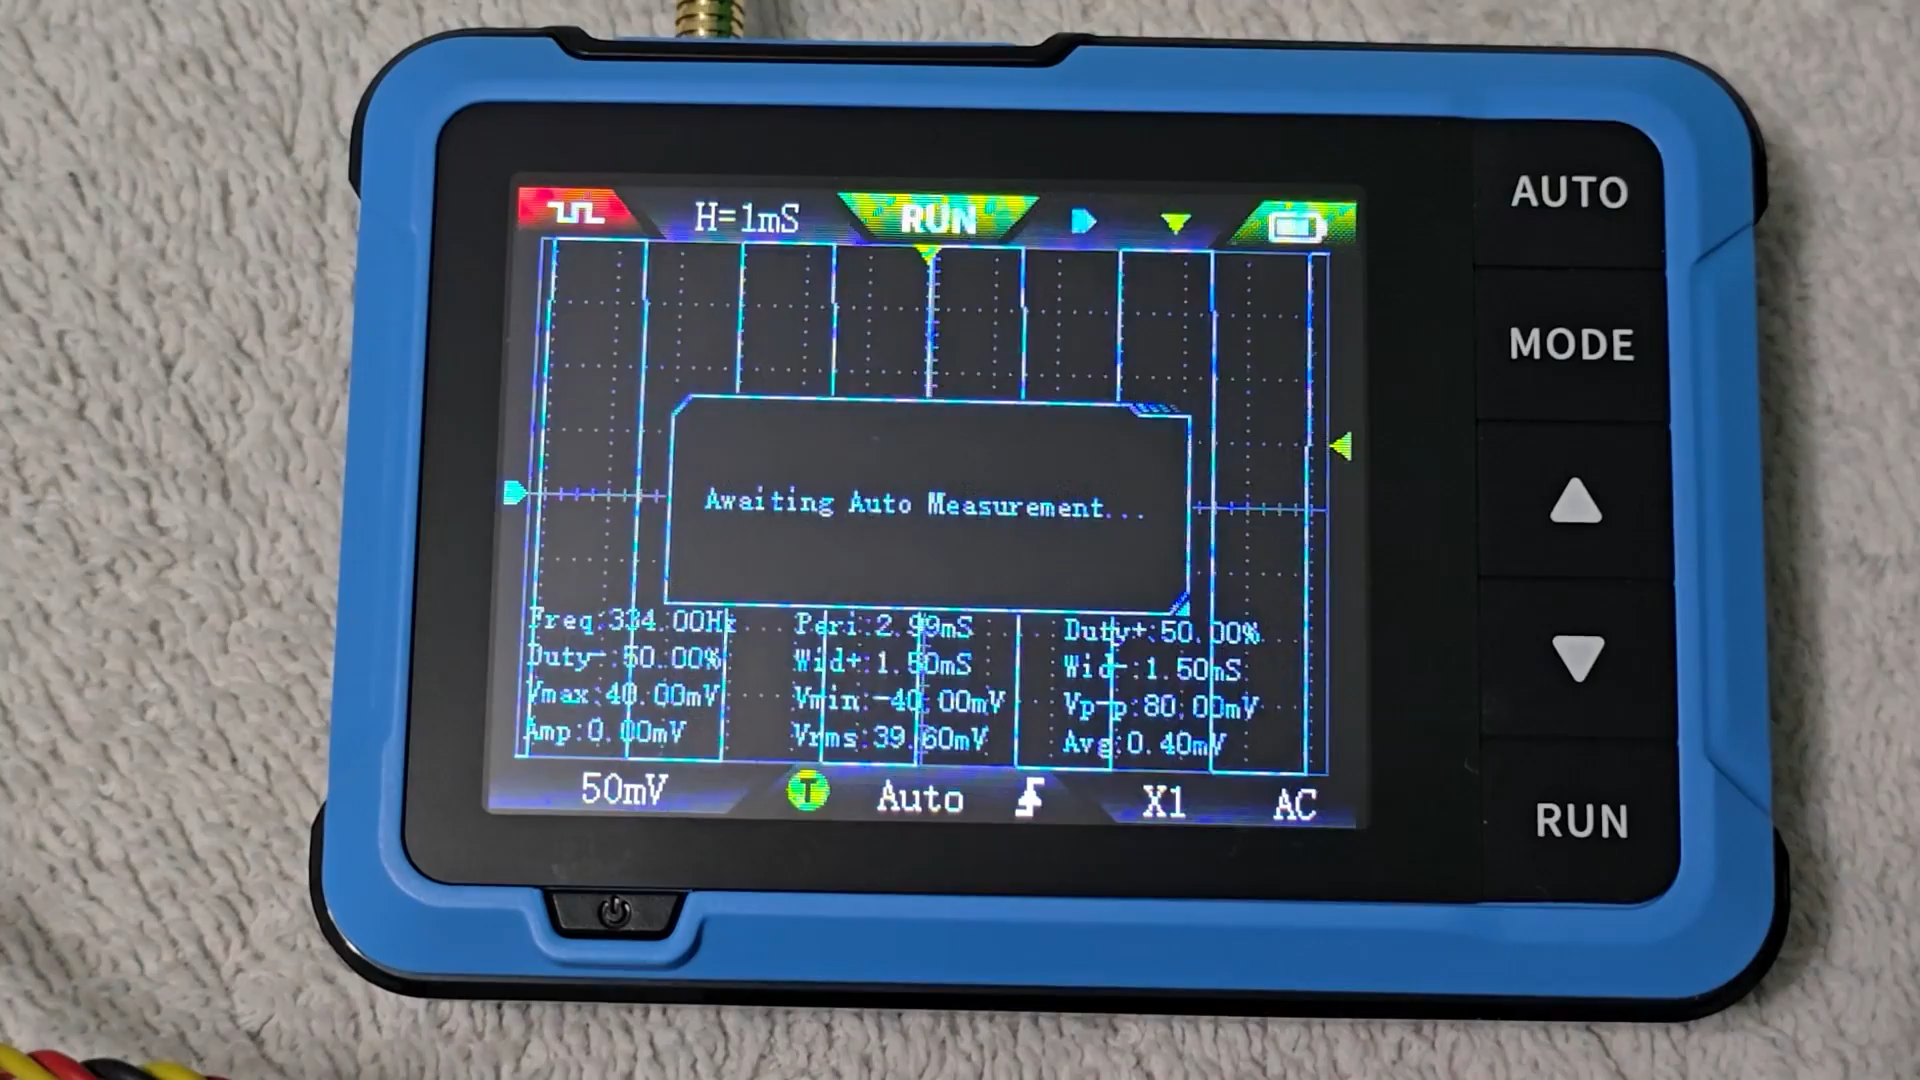 H=1mS RUN
AUTO
MODE
Awaiting Auto Measurement...
Freq:334.00Hz Peri:2.99mS Duty+:50.00%
Duty-:50.00% Wid+:1.50mS Wid-:1.50mS
Vmax:40.00mV Vmin:-40.00mV Vp-p:80.00mV
Amp:0.00mV Vrms:39.60mV Avg:0.40mV
50mV T Auto X1 AC
RUN